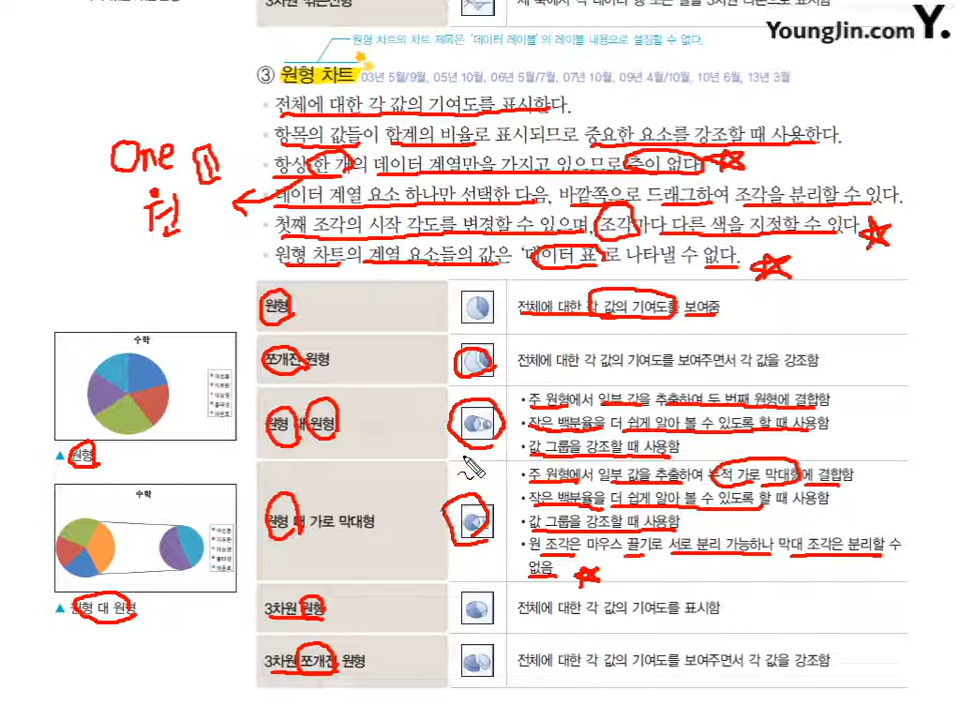 3차원 꺾은선형
YoungJin.com Y.
원형 차트의 차트 제목은 '데이터 레이블'의 레이블 내용으로 설정할 수 없다.
③ 원형 차트 03년 5월/9월, 05년 10월, 06년 5월/7월, 07년 10월, 09년 4월/10월, 10년 6월, 13년 3월
• 전체에 대한 각 값의 기여도를 표시한다.
• 항목의 값들이 합계의 비율로 표시되므로 중요한 요소를 강조할 때 사용한다.
One
• 항상 한 개의 데이터 계열만을 가지고 있으므로 축이 없다.
원
• 데이터 계열 요소 하나만 선택한 다음, 바깥쪽으로 드래그하여 조각을 분리할 수 있다.
• 첫째 조각의 시작 각도를 변경할 수 있으며, 조각마다 다른 색을 지정할 수 있다.
• 원형 차트의 계열 요소들의 값은 '데이터 표'로 나타낼 수 없다.
원형
전체에 대한 각 값의 기여도를 보여줌
쪼개진 원형
전체에 대한 각 값의 기여도를 보여주면서 각 값을 강조함
원형 대 원형
• 주 원형에서 일부 값을 추출하여 두 번째 원형에 결합함
• 작은 백분율을 더 쉽게 알아 볼 수 있도록 할 때 사용함
• 값 그룹을 강조할 때 사용함
원형 대 가로 막대형
• 주 원형에서 일부 값을 추출하여 누적 가로 막대형에 결합함
• 작은 백분율을 더 쉽게 알아 볼 수 있도록 할 때 사용함
• 값 그룹을 강조할 때 사용함
• 원 조각은 마우스 끌기로 서로 분리 가능하나 막대 조각은 분리할 수
없음
3차원 원형
전체에 대한 각 값의 기여도를 표시함
3차원 쪼개진 원형
전체에 대한 각 값의 기여도를 보여주면서 각 값을 강조함
수학
▲ 원형
수학
▲ 원형 대 원형